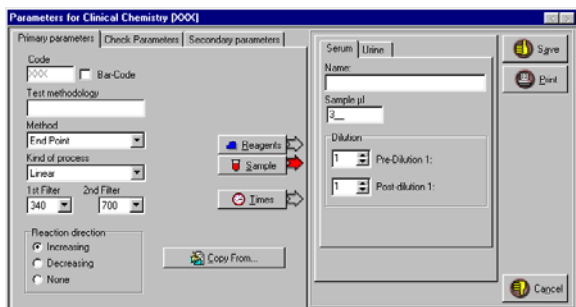 Parameters for Clinical Chemistry [XXX]
Primary parameters
Check Parameters
Secondary parameters
Code
XXX
Bar-Code
Test methodology
Method
End Point
Kind of process
Linear
1st Filter
2nd Filter
340
700
Reaction direction
Increasing
Decreasing
None
Reagents
Sample
Times
Copy From...
Serum
Urine
Name:
Sample µl
3__
Dilution
1
Pre-Dilution 1:
1
Post-dilution 1:
Save
Print
Cancel